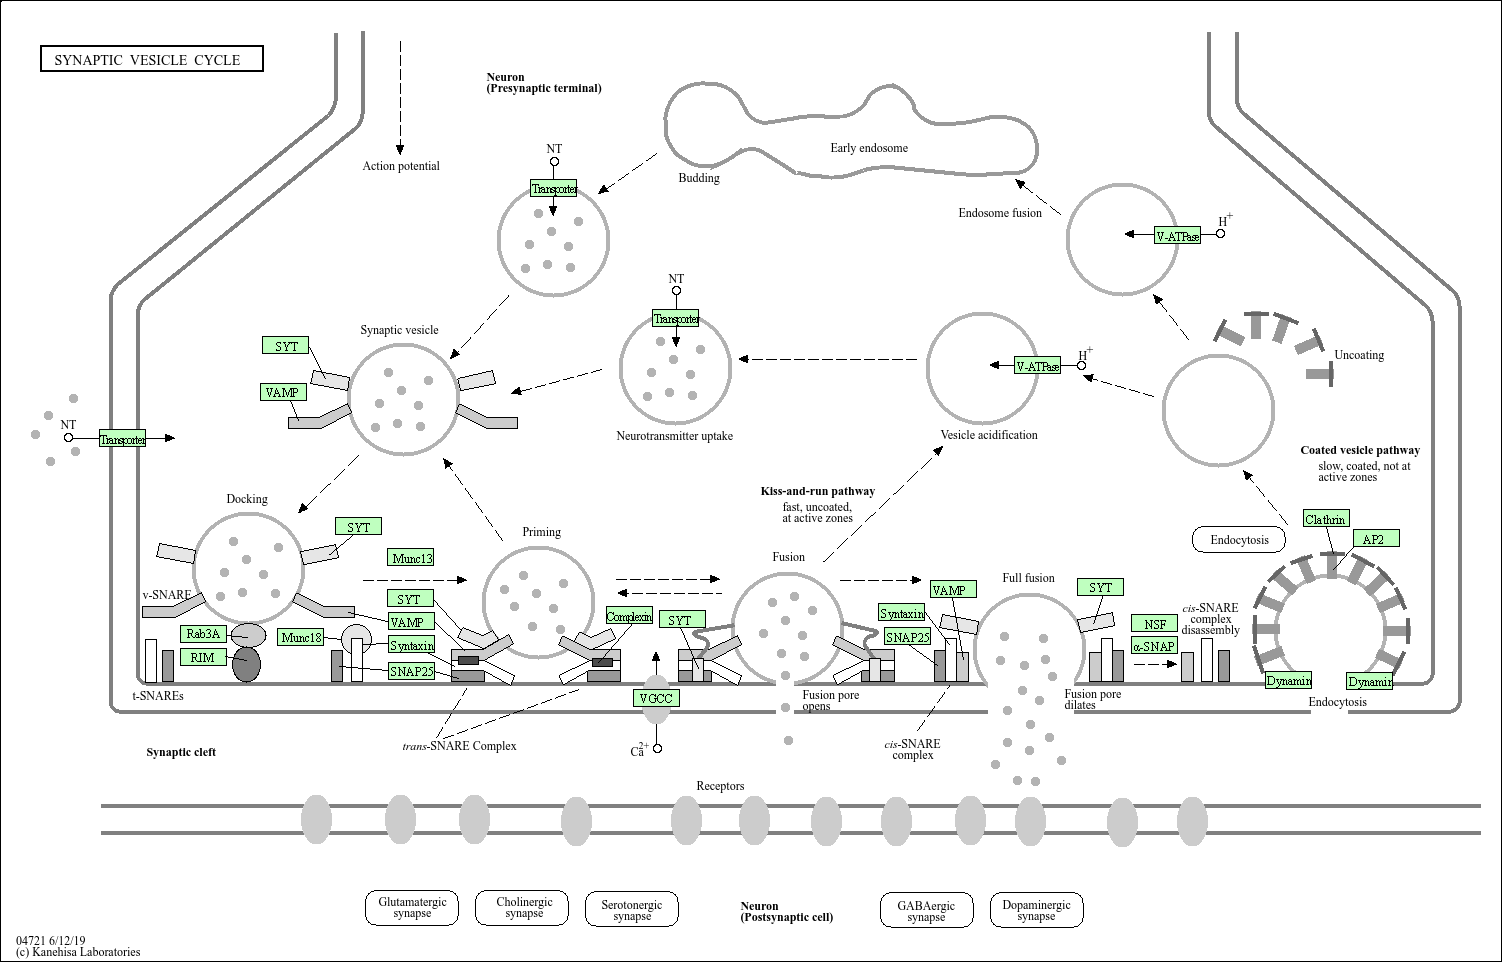 SYNAPTIC VESICLE CYCLE
Neuron
(Presynaptic terminal)
Action potential
NT
Transporter
Budding
Early endosome
Endosome fusion
H+
V-ATPase
NT
Transporter
Synaptic vesicle
SYT
VAMP
Neurotransmitter uptake
H+
V-ATPase
Vesicle acidification
Uncoating
NT
Transporter
Coated vesicle pathway
slow, coated, not at
active zones
Kiss-and-run pathway
fast, uncoated,
at active zones
Docking
SYT
Munc13
Priming
Fusion
Full fusion
Endocytosis
Clathrin
AP2
v-SNARE
SYT
VAMP
Syntaxin
SNAP25
Rab3A
RIM
Munc18
t-SNAREs
Complexin
SYT
VGCC
Ca2+
Syntaxin
SNAP25
VAMP
SYT
NSF
α-SNAP
cis-SNARE
complex
disassembly
Fusion pore
opens
Fusion pore
dilates
Dynamin
Dynamin
Endocytosis
trans-SNARE Complex
cis-SNARE
complex
Synaptic cleft
Receptors
Glutamatergic
synapse
Cholinergic
synapse
Serotonergic
synapse
Neuron
(Postsynaptic cell)
GABAergic
synapse
Dopaminergic
synapse
04721 6/12/19
(c) Kanehisa Laboratories